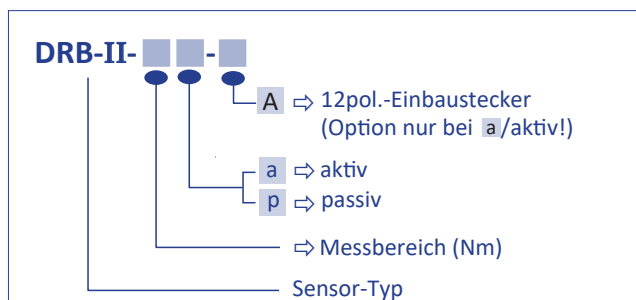 DRB-II- -
A ⇨ 12pol.-Einbaustecker
(Option nur bei a/aktiv!)
a ⇨ aktiv
p ⇨ passiv
⇨ Messbereich (Nm)
Sensor-Typ